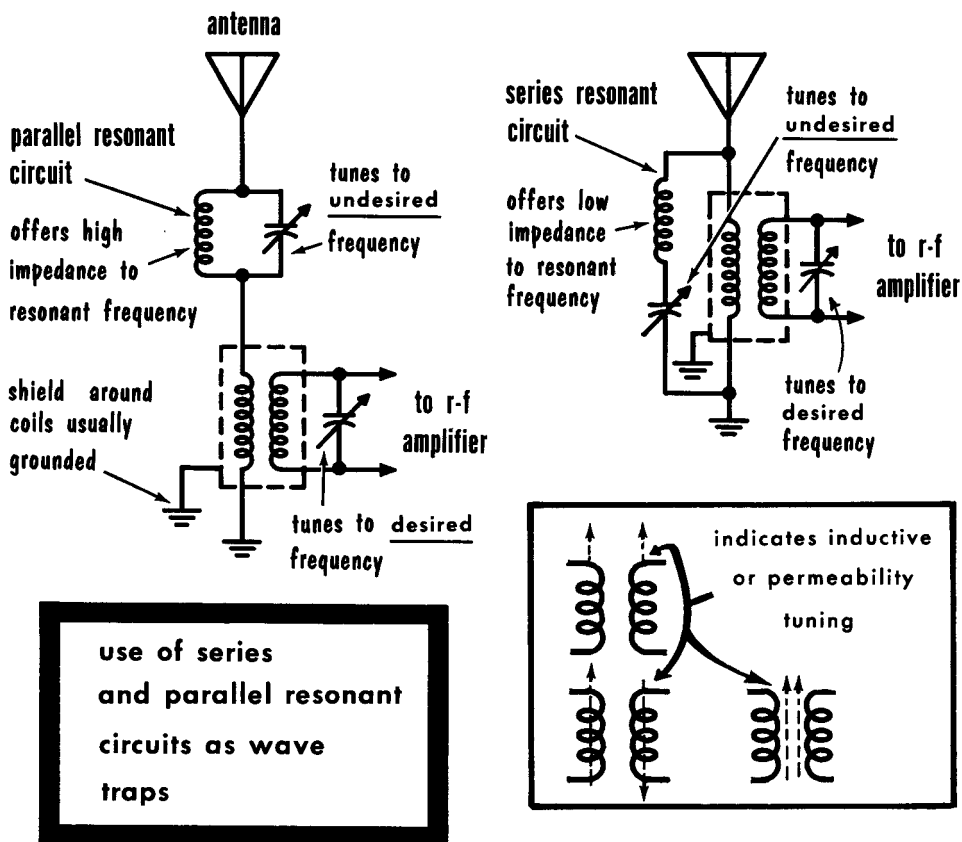 antenna
parallel resonant
circuit
offers high
impedance to
resonant frequency
tunes to
undesired
frequency
shield around
coils usually
grounded
to r-f
amplifier
tunes to desired
frequency
series resonant
circuit
offers low
impedance
to resonant
frequency
tunes to
undesired
frequency
to r-f
amplifier
tunes to
desired
frequency
use of series
and parallel resonant
circuits as wave
traps
indicates inductive
or permeability
tuning